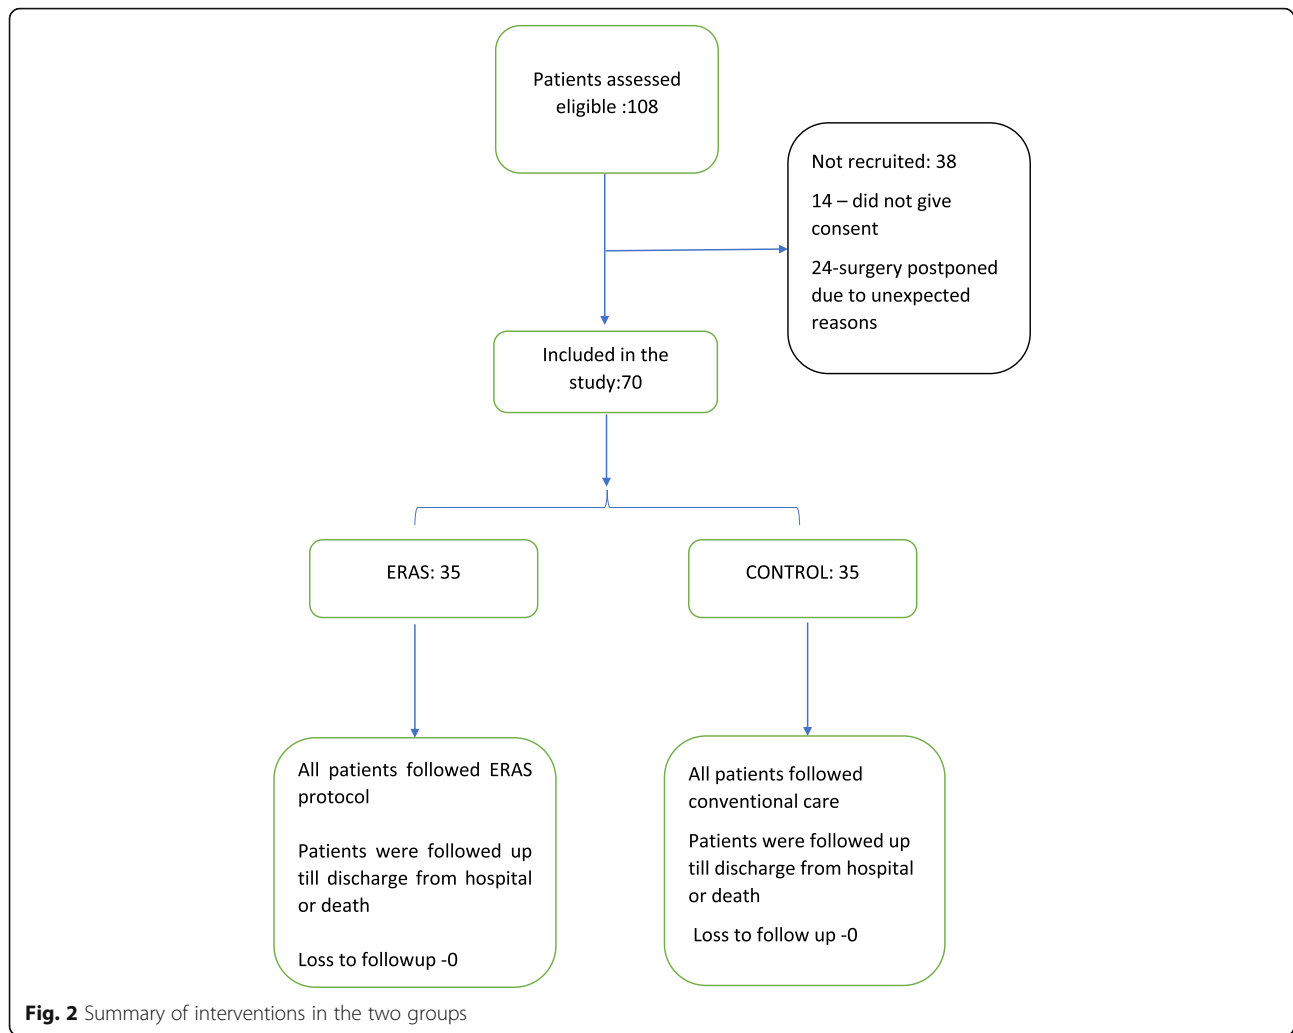 Patients assessed
eligible :108
Not recruited: 38
14 – did not give
consent
24-surgery postponed
due to unexpected
reasons
Included in the
study:70
ERAS: 35
CONTROL: 35
All patients followed ERAS
protocol
Patients were followed up
till discharge from hospital
or death
Loss to followup -0
All patients followed
conventional care
Patients were followed up
till discharge from hospital
or death
Loss to follow up -0
Fig. 2 Summary of interventions in the two groups